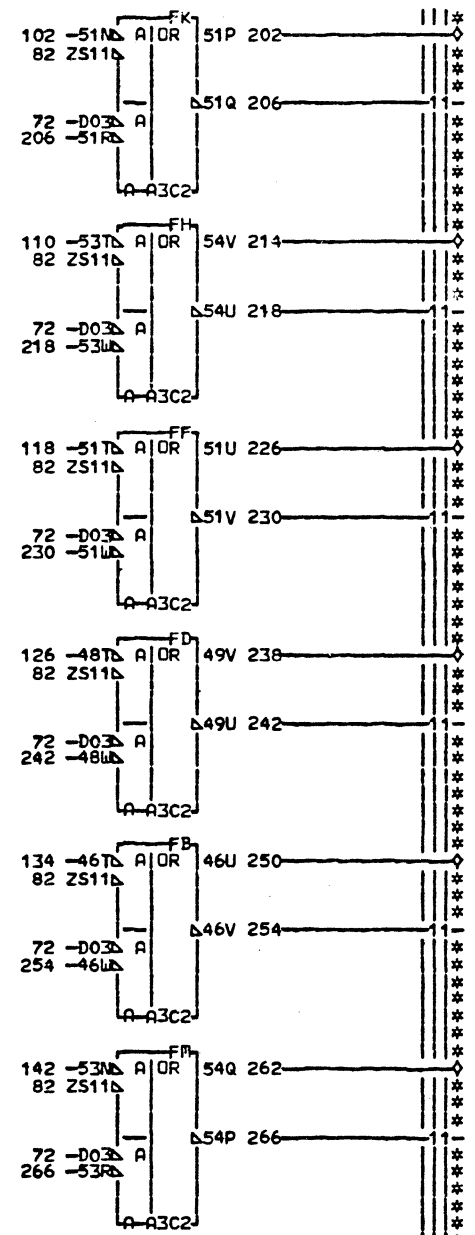 FK
102 -51N A OR 51P 202
82 ZS11
51Q 206 11
72 -D03 A
206 -51R
A-A3C2
FH
110 -53T A OR 54V 214
82 ZS11
54U 218 11
72 -D03 A
218 -53W
A-A3C2
FF
118 -51T A OR 51U 226
82 ZS11
51V 230 11
72 -D03 A
230 -51W
A-A3C2
FD
126 -48T A OR 49V 238
82 ZS11
49U 242 11
72 -D03 A
242 -48W
A-A3C2
FB
134 -46T A OR 46U 250
82 ZS11
46V 254 11
72 -D03 A
254 -46W
A-A3C2
FM
142 -53N A OR 54Q 262
82 ZS11
54P 266 11
72 -D03 A
266 -53R
A-A3C2